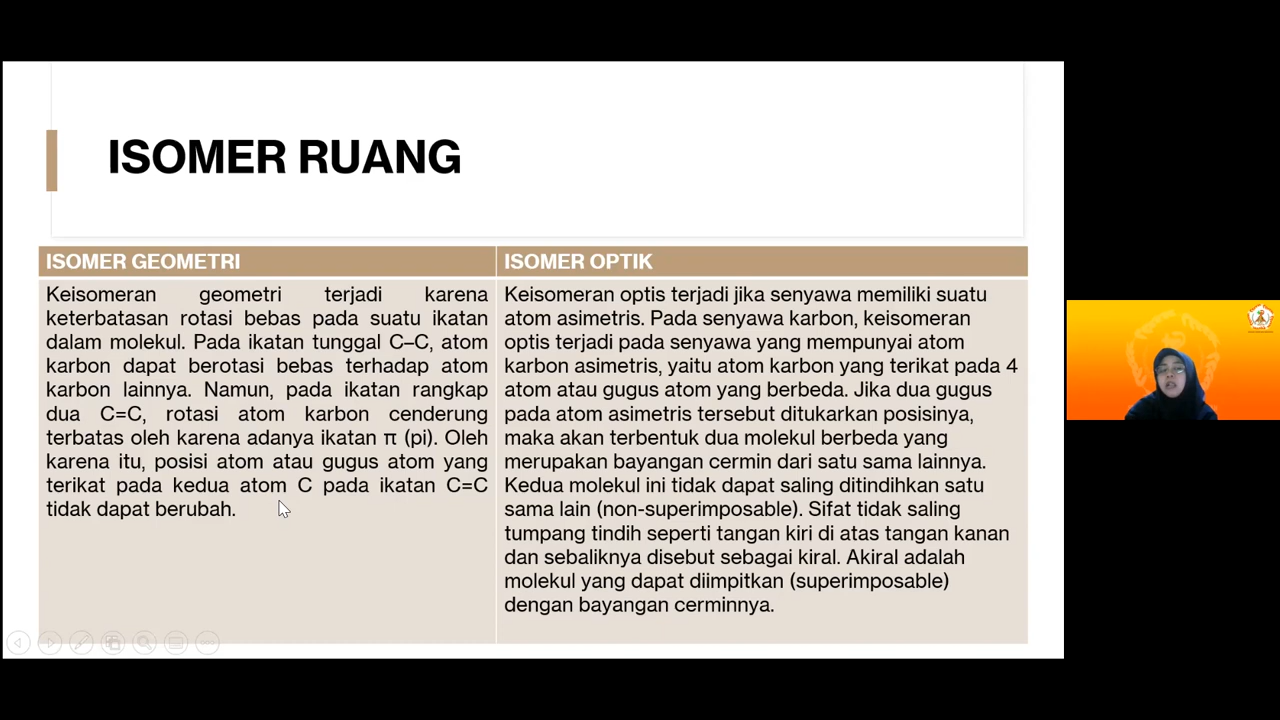 ISOMER RUANG
ISOMER GEOMETRI
Keisomeran geometri terjadi karena
keterbatasan rotasi bebas pada suatu ikatan
dalam molekul. Pada ikatan tunggal C–C, atom
karbon dapat berotasi bebas terhadap atom
karbon lainnya. Namun, pada ikatan rangkap
dua C=C, rotasi atom karbon cenderung
terbatas oleh karena adanya ikatan π (pi). Oleh
karena itu, posisi atom atau gugus atom yang
terikat pada kedua atom C pada ikatan C=C
tidak dapat berubah.
ISOMER OPTIK
Keisomeran optis terjadi jika senyawa memiliki suatu
atom asimetris. Pada senyawa karbon, keisomeran
optis terjadi pada senyawa yang mempunyai atom
karbon asimetris, yaitu atom karbon yang terikat pada 4
atom atau gugus atom yang berbeda. Jika dua gugus
pada atom asimetris tersebut ditukarkan posisinya,
maka akan terbentuk dua molekul berbeda yang
merupakan bayangan cermin dari satu sama lainnya.
Kedua molekul ini tidak dapat saling ditindihkan satu
sama lain (non-superimposable). Sifat tidak saling
tumpang tindih seperti tangan kiri di atas tangan kanan
dan sebaliknya disebut sebagai kiral. Akiral adalah
molekul yang dapat diimpitkan (superimposable)
dengan bayangan cerminnya.